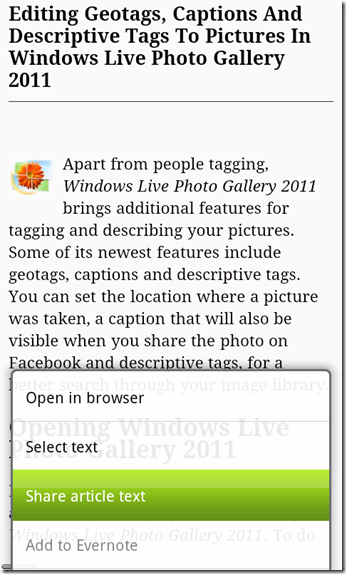 Editing Geotags, Captions And
Descriptive Tags To Pictures In
Windows Live Photo Gallery
2011
Apart from people tagging,
Windows Live Photo Gallery 2011
brings additional features for
tagging and describing your pictures.
Some of its newest features include
geotags, captions and descriptive tags.
You can set the location where a picture
was taken, a caption that will also be
visible when you share the photo on
Facebook and descriptive tags, for a
better search through your image library.
Open in browser
Opening Windows Live
Select text
Photo Gallery 2011
Share article text
Windows Live Photo Gallery 2011. To do
Add to Evernote